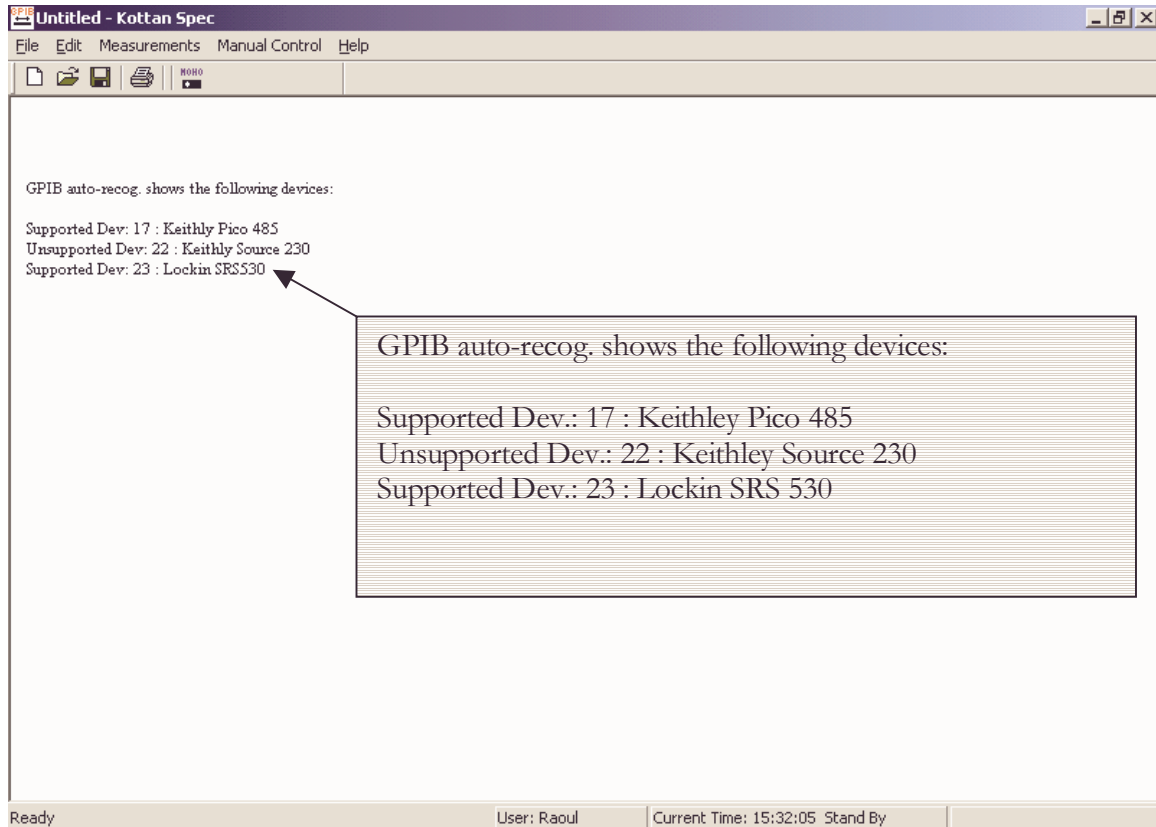 GPIB
Untitled - Kottan Spec
File Edit Measurements Manual Control Help
MONO
GPIB auto-recog. shows the following devices:
Supported Dev: 17 : Keithly Pico 485
Unsupported Dev: 22 : Keithly Source 230
Supported Dev: 23 : Lockin SRS530
GPIB auto-recog. shows the following devices:
Supported Dev.: 17 : Keithley Pico 485
Unsupported Dev.: 22 : Keithley Source 230
Supported Dev.: 23 : Lockin SRS 530
Ready User: Raoul Current Time: 15:32:05 Stand By